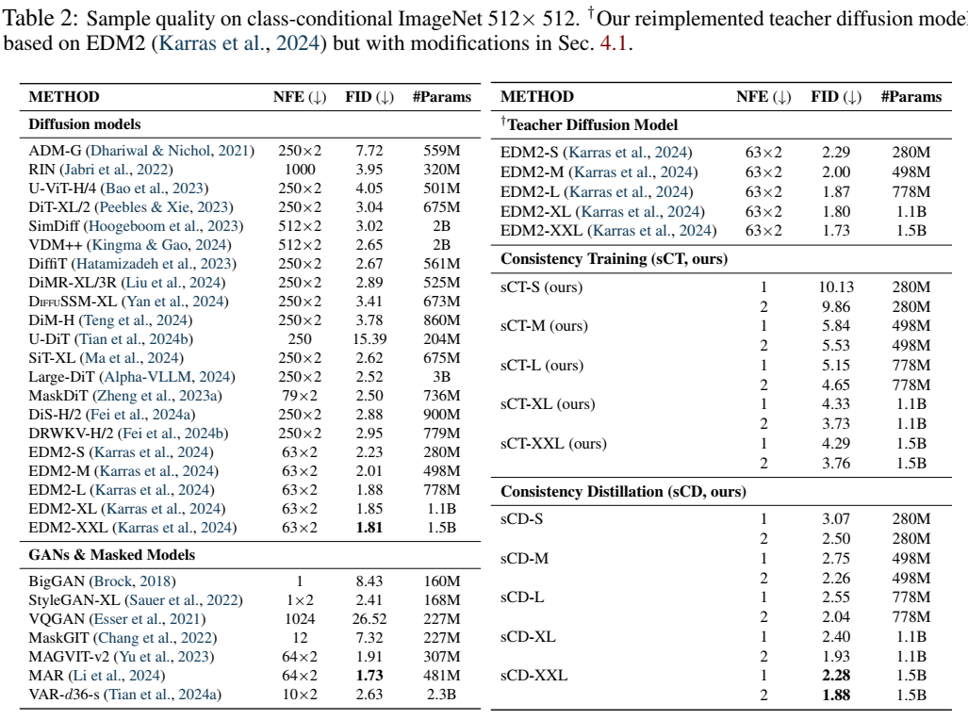 Table 2: Sample quality on class-conditional ImageNet 512× 512. †Our reimplemented teacher diffusion model
based on EDM2 (Karras et al., 2024) but with modifications in Sec. 4.1.
METHOD NFE (↓) FID (↓) #Params
Diffusion models
ADM-G (Dhariwal & Nichol, 2021) 250×2 7.72 559M
RIN (Jabri et al., 2022) 1000 3.95 320M
U-ViT-H/4 (Bao et al., 2023) 250×2 4.05 501M
DiT-XL/2 (Peebles & Xie, 2023) 250×2 3.04 675M
SimDiff (Hoogeboom et al., 2023) 512×2 3.02 2B
VDM++ (Kingma & Gao, 2024) 512×2 2.65 2B
DiffiT (Hatamizadeh et al., 2023) 250×2 2.67 561M
DiMR-XL/3R (Liu et al., 2024) 250×2 2.89 525M
DIFFUSSM-XL (Yan et al., 2024) 250×2 3.41 673M
DiM-H (Teng et al., 2024) 250×2 3.78 860M
U-DiT (Tian et al., 2024b) 250 15.39 204M
SiT-XL (Ma et al., 2024) 250×2 2.62 675M
Large-DiT (Alpha-VLLM, 2024) 250×2 2.52 3B
MaskDiT (Zheng et al., 2023a) 79×2 2.50 736M
DiS-H/2 (Fei et al., 2024a) 250×2 2.88 900M
DRWKV-H/2 (Fei et al., 2024b) 250×2 2.95 779M
EDM2-S (Karras et al., 2024) 63×2 2.23 280M
EDM2-M (Karras et al., 2024) 63×2 2.01 498M
EDM2-L (Karras et al., 2024) 63×2 1.88 778M
EDM2-XL (Karras et al., 2024) 63×2 1.85 1.1B
EDM2-XXL (Karras et al., 2024) 63×2 1.81 1.5B
GANs & Masked Models
BigGAN (Brock, 2018) 1 8.43 160M
StyleGAN-XL (Sauer et al., 2022) 1×2 2.41 168M
VQGAN (Esser et al., 2021) 1024 26.52 227M
MaskGIT (Chang et al., 2022) 12 7.32 227M
MAGVIT-v2 (Yu et al., 2023) 64×2 1.91 307M
MAR (Li et al., 2024) 64×2 1.73 481M
VAR-d36-s (Tian et al., 2024a) 10×2 2.63 2.3B
METHOD NFE (↓) FID (↓) #Params
†Teacher Diffusion Model
EDM2-S (Karras et al., 2024) 63×2 2.29 280M
EDM2-M (Karras et al., 2024) 63×2 2.00 498M
EDM2-L (Karras et al., 2024) 63×2 1.87 778M
EDM2-XL (Karras et al., 2024) 63×2 1.80 1.1B
EDM2-XXL (Karras et al., 2024) 63×2 1.73 1.5B
Consistency Training (sCT, ours)
sCT-S (ours) 1 10.13 280M
2 9.86 280M
sCT-M (ours) 1 5.84 498M
2 5.53 498M
sCT-L (ours) 1 5.15 778M
2 4.65 778M
sCT-XL (ours) 1 4.33 1.1B
2 3.73 1.1B
sCT-XXL (ours) 1 4.29 1.5B
2 3.76 1.5B
Consistency Distillation (sCD, ours)
sCD-S 1 3.07 280M
2 2.50 280M
sCD-M 1 2.75 498M
2 2.26 498M
sCD-L 1 2.55 778M
2 2.04 778M
sCD-XL 1 2.40 1.1B
2 1.93 1.1B
sCD-XXL 1 2.28 1.5B
2 1.88 1.5B